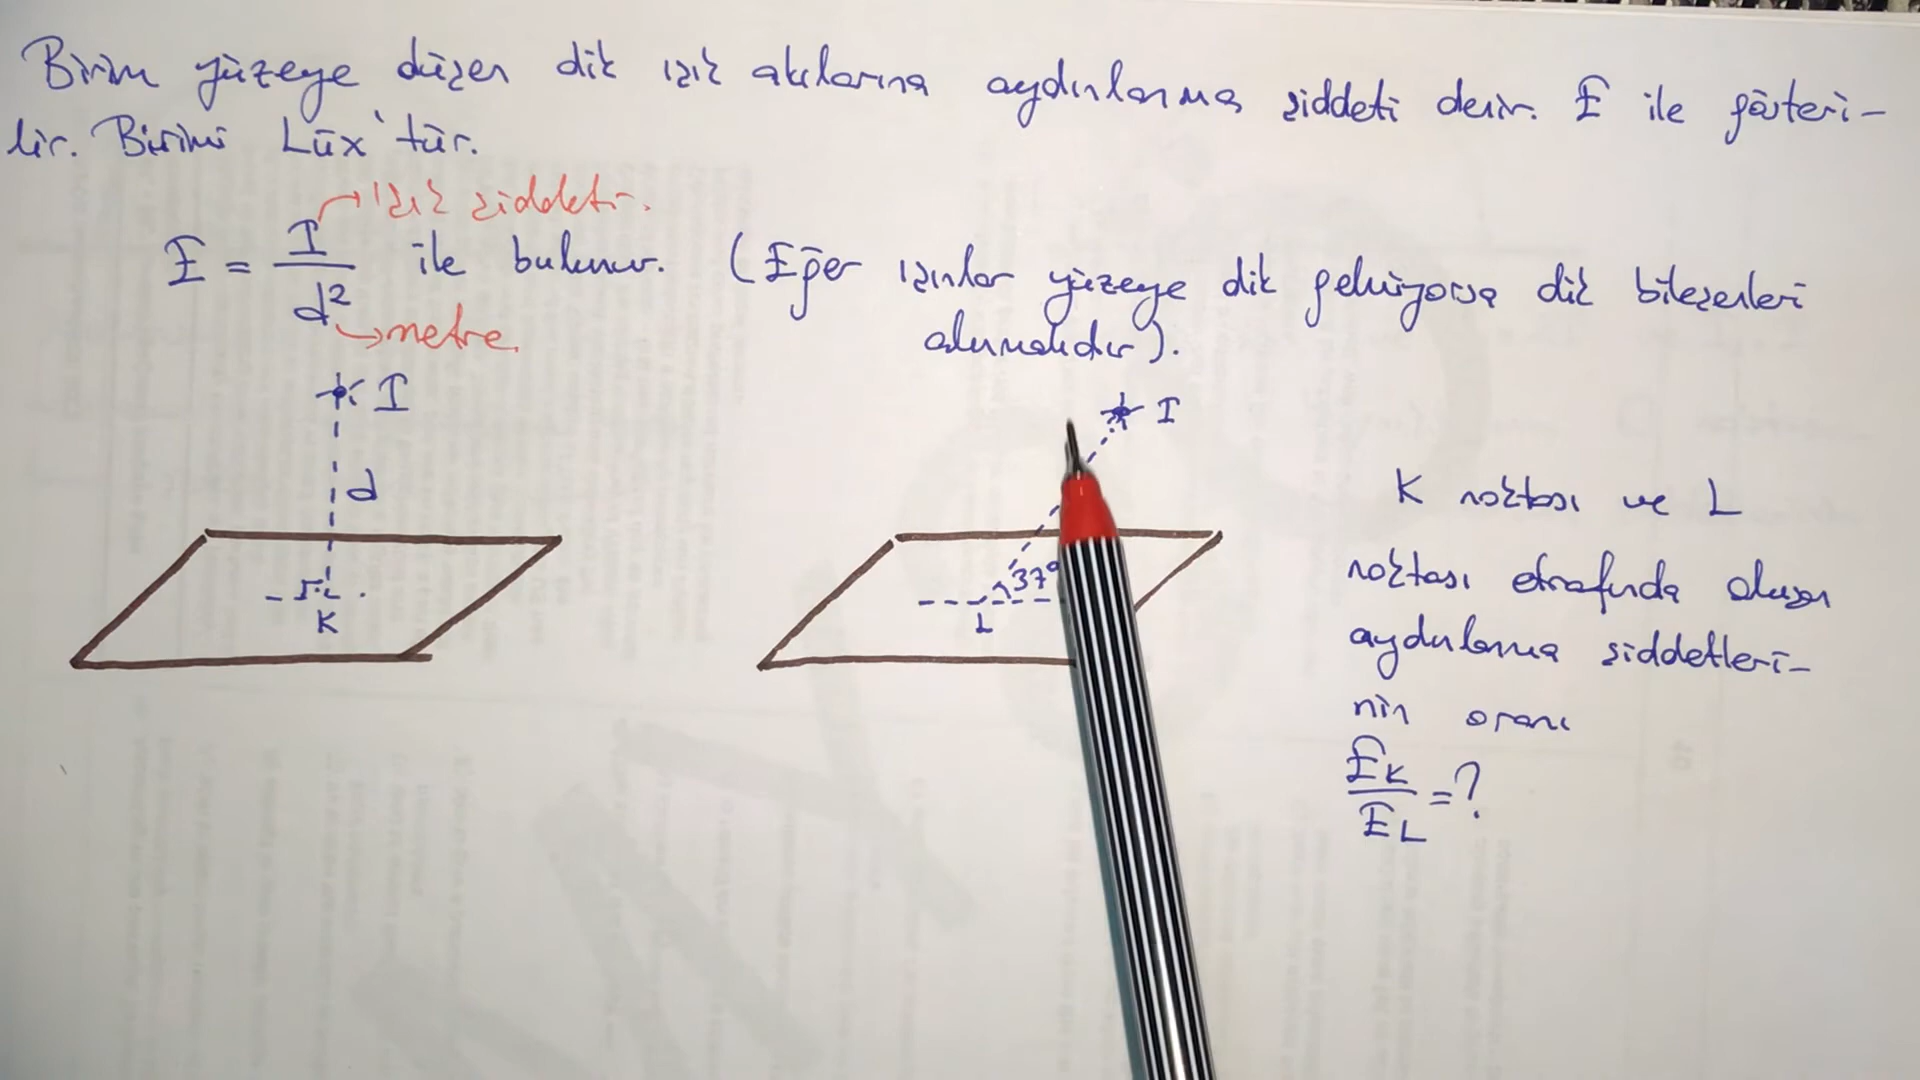 Birim yüzeye düşen dik ışık akılarına aydınlanma şiddeti denir. E ile gösteri-
lir. Birimi Lüx'tür.
→ ışık şiddeti.
E = I/d² ile bulunur. (Eğer ışınlar yüzeye dik gelmiyorsa dik bileşenleri
→ metre.
alınmalıdır).
I
I
d
K noktası ve L
37°
noktası etrafında oluşan
K
L
aydınlanma şiddetleri-
nin oranı
EK/EL = ?